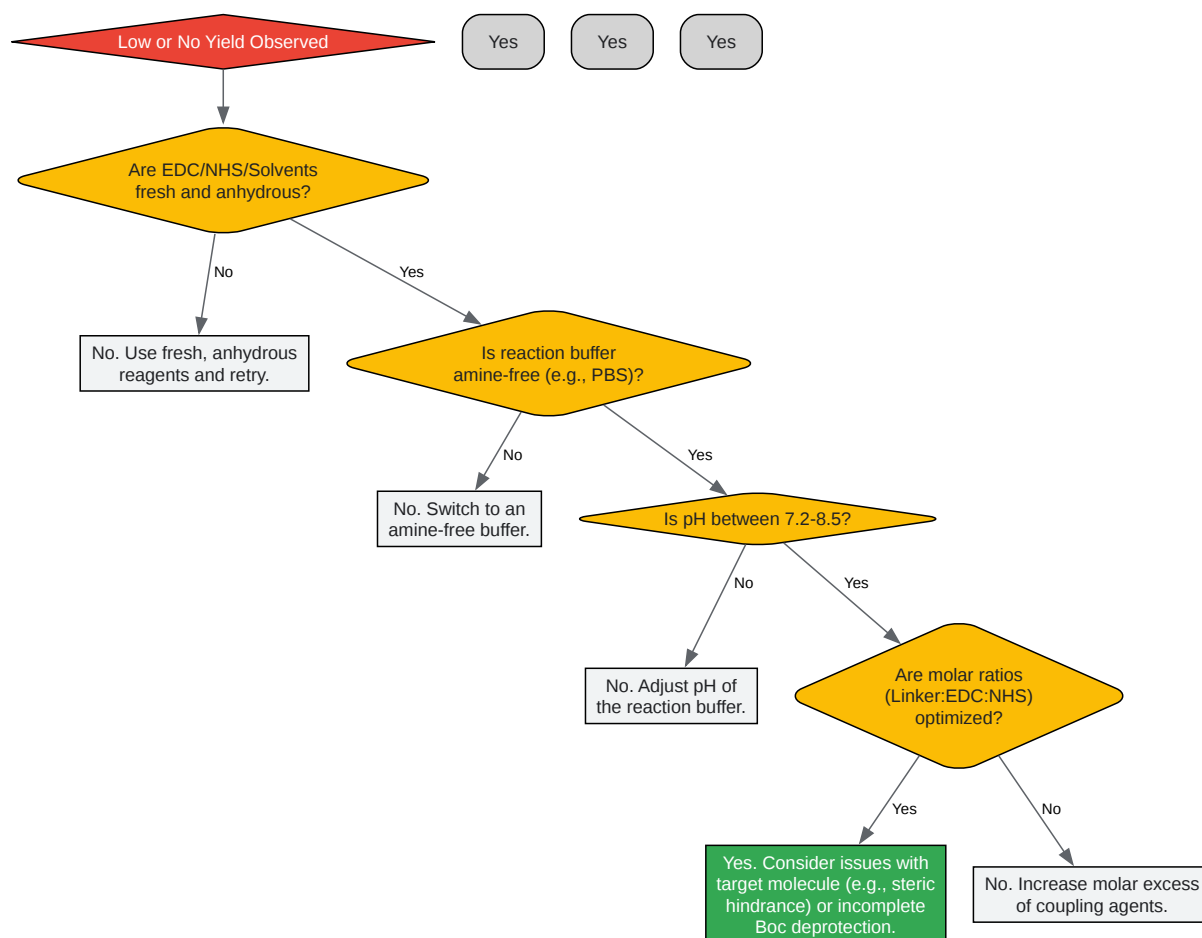 Low or No Yield Observed
Yes
Yes
Yes
Are EDC/NHS/Solvents
fresh and anhydrous?
No
Yes
No. Use fresh, anhydrous
reagents and retry.
Is reaction buffer
amine-free (e.g., PBS)?
No
Yes
No. Switch to an
amine-free buffer.
Is pH between 7.2-8.5?
No
Yes
No. Adjust pH of
the reaction buffer.
Are molar ratios
(Linker:EDC:NHS)
optimized?
Yes
No
Yes. Consider issues with
target molecule (e.g., steric
hindrance) or incomplete
Boc deprotection.
No. Increase molar excess
of coupling agents.